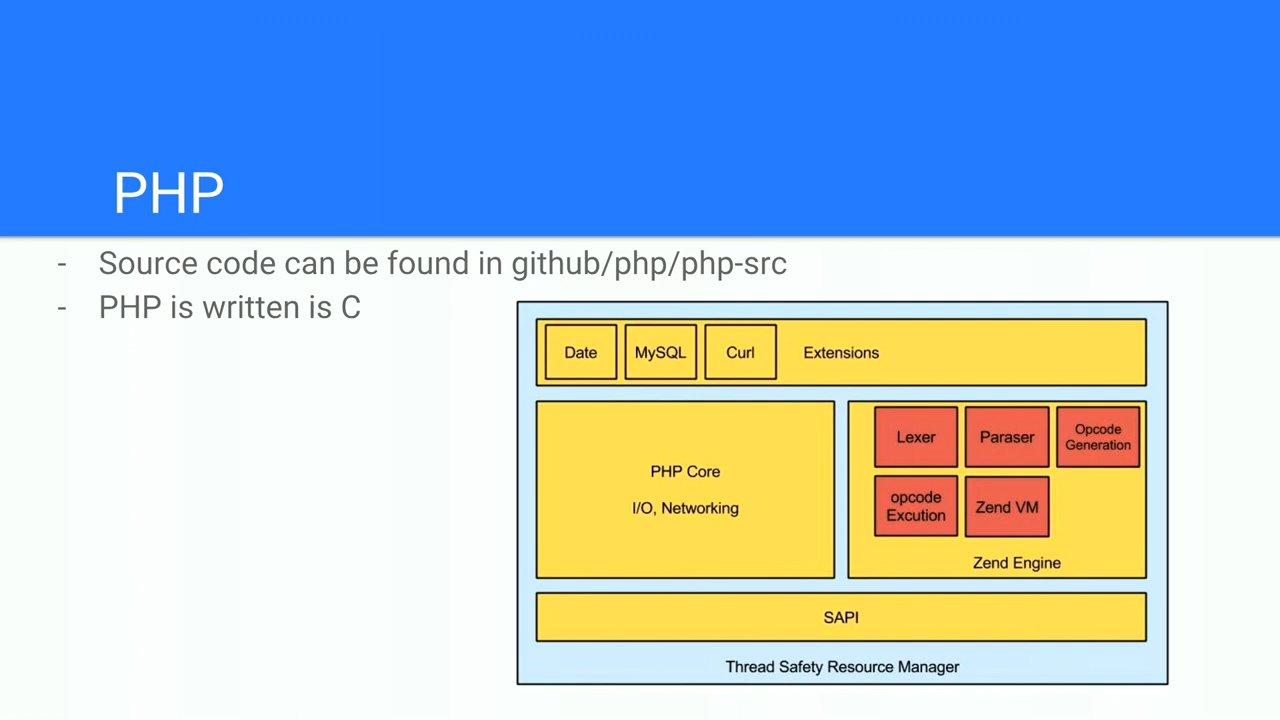 PHP
- Source code can be found in github/php/php-src
- PHP is written is C
Date
MySQL
Curl
Extensions
PHP Core
I/O, Networking
Lexer
Paraser
Opcode
Generation
opcode
Excution
Zend VM
Zend Engine
SAPI
Thread Safety Resource Manager